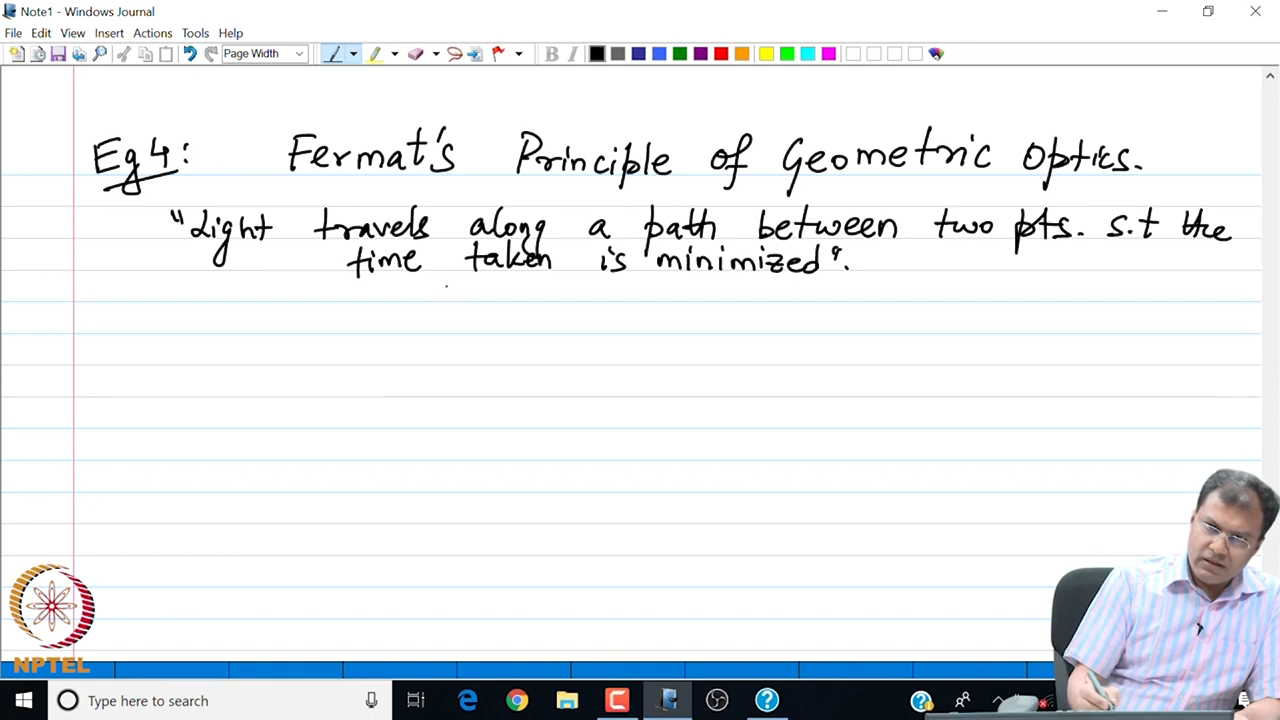 Note1 - Windows Journal
File Edit View Insert Actions Tools Help
Page Width B I
Eg 4: Fermat's Principle of Geometric Optics.
"Light travels along a path between two pts. s.t the
time taken is minimized".
NPTEL
Type here to search